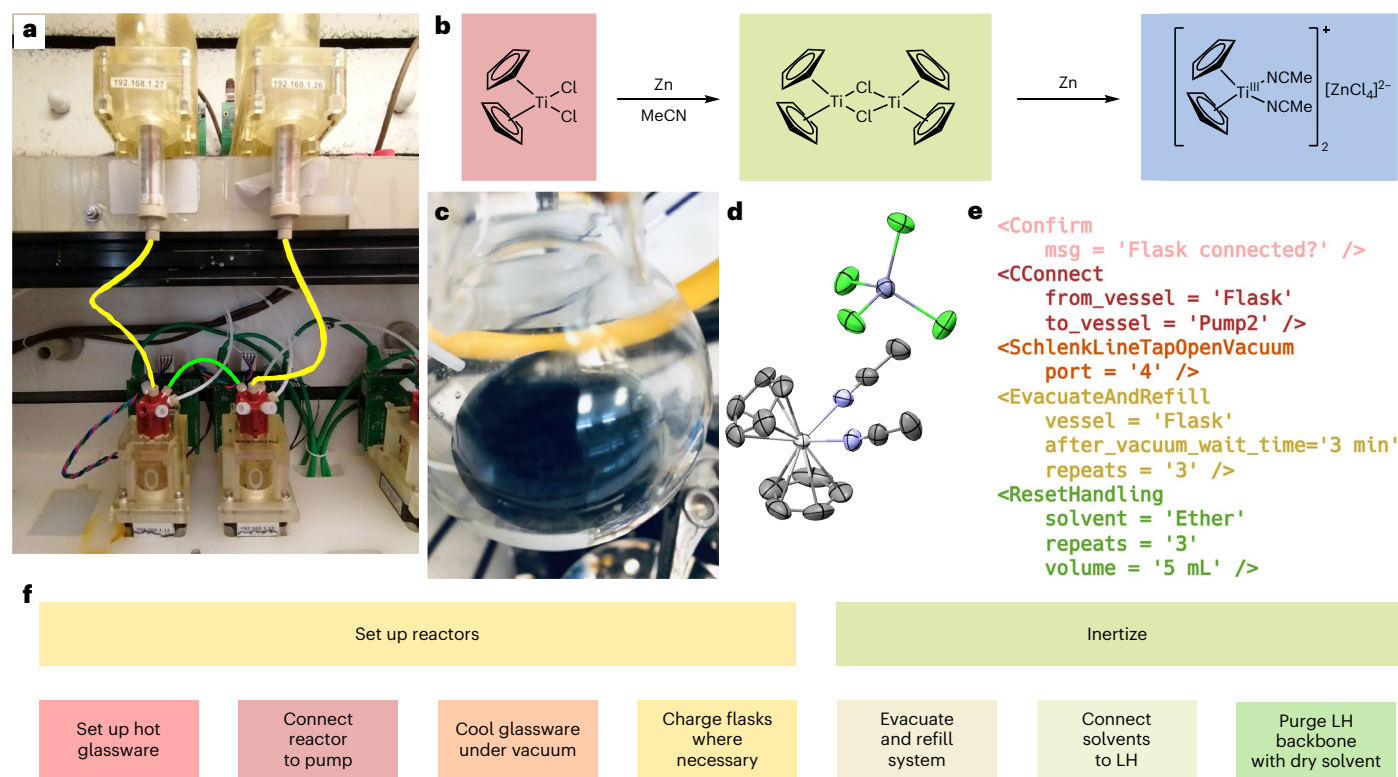 a
192.168.1.27
192.168.1.26
0
0
b
Ti
Cl
Cl
Zn
MeCN
Ti
Cl
Ti
Cl
Zn
TiIII
NCMe
NCMe
+
2
[ZnCl4]2–
c
d
e
<Confirm
msg = 'Flask connected?' />
<CConnect
from_vessel = 'Flask'
to_vessel = 'Pump2' />
<SchlenkLineTapOpenVacuum
port = '4' />
<EvacuateAndRefill
vessel = 'Flask'
after_vacuum_wait_time='3 min'
repeats = '3' />
<ResetHandling
solvent = 'Ether'
repeats = '3'
volume = '5 mL' />
f
Set up reactors
Inertize
Set up hot
glassware
Connect
reactor
to pump
Cool glassware
under vacuum
Charge flasks
where
necessary
Evacuate
and refill
system
Connect
solvents
to LH
Purge LH
backbone
with dry solvent